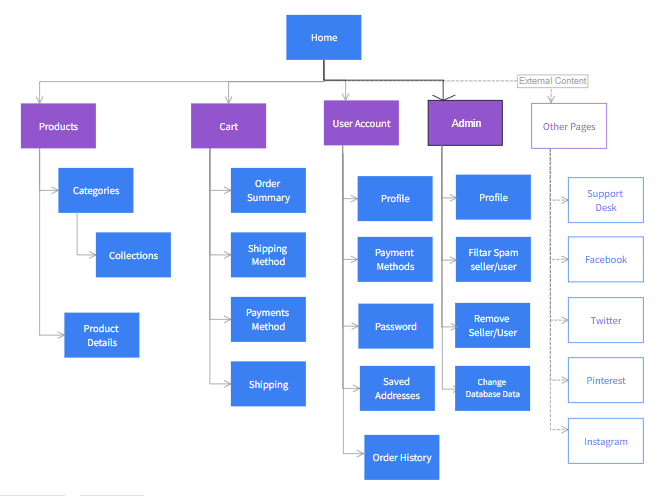 Home
External Content
Products
Cart
User Account
Admin
Other Pages
Categories
Collections
Product
Details
Order
Summary
Shipping
Method
Payments
Method
Shipping
Profile
Payment
Methods
Password
Saved
Addresses
Order History
Profile
Filtar Spam
seller/user
Remove
Seller/User
Change
Database Data
Support
Desk
Facebook
Twitter
Pinterest
Instagram